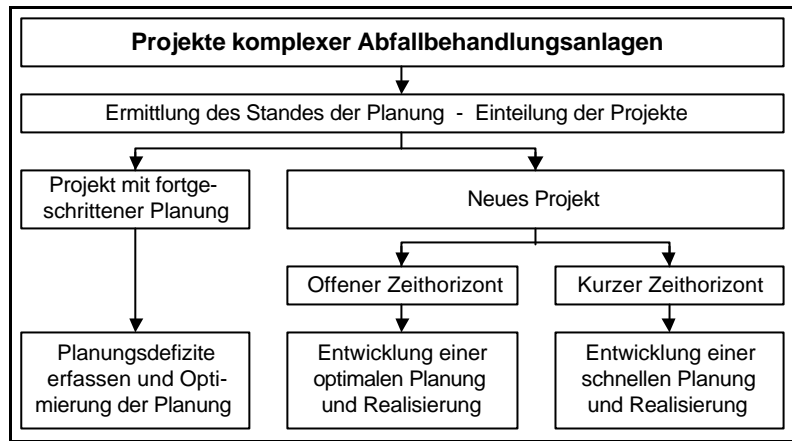 Projekte komplexer Abfallbehandlungsanlagen
Ermittlung des Standes der Planung - Einteilung der Projekte
Projekt mit fortge-
schrittener Planung
Neues Projekt
Offener Zeithorizont
Kurzer Zeithorizont
Planungsdefizite
erfassen und Opti-
mierung der Planung
Entwicklung einer
optimalen Planung
und Realisierung
Entwicklung einer
schnellen Planung
und Realisierung